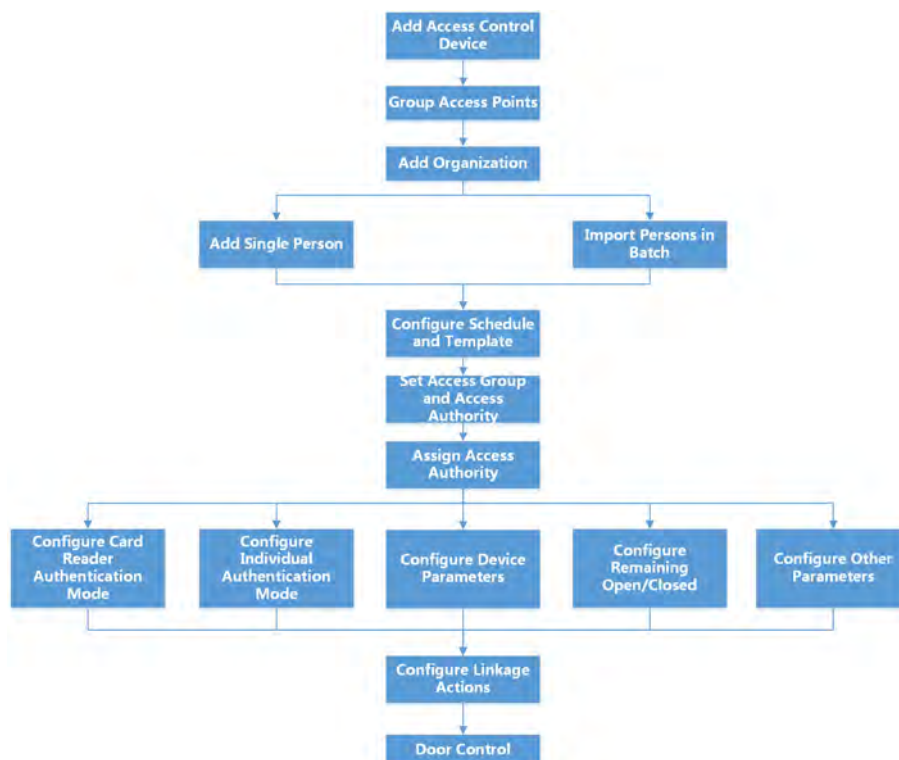 Add Access Control
Device
Group Access Points
Add Organization
Add Single Person
Import Persons in
Batch
Configure Schedule
and Template
Set Access Group
and Access
Authority
Assign Access
Authority
Configure Card
Reader
Authentication
Mode
Configure
Individual
Authentication
Mode
Configure Device
Parameters
Configure
Remaining
Open/Closed
Configure Other
Parameters
Configure Linkage
Actions
Door Control